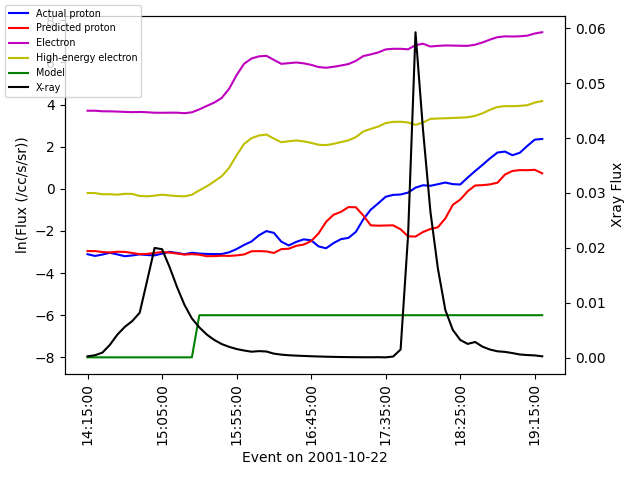 Actual proton
Predicted proton
Electron
High-energy electron
Model
X-ray
4
2
0
−2
−4
−6
−8
ln(Flux (/cc/s/sr))
0.06
0.05
0.04
0.03
0.02
0.01
0.00
Xray Flux
14:15:00
15:05:00
15:55:00
16:45:00
17:35:00
18:25:00
19:15:00
Event on 2001-10-22